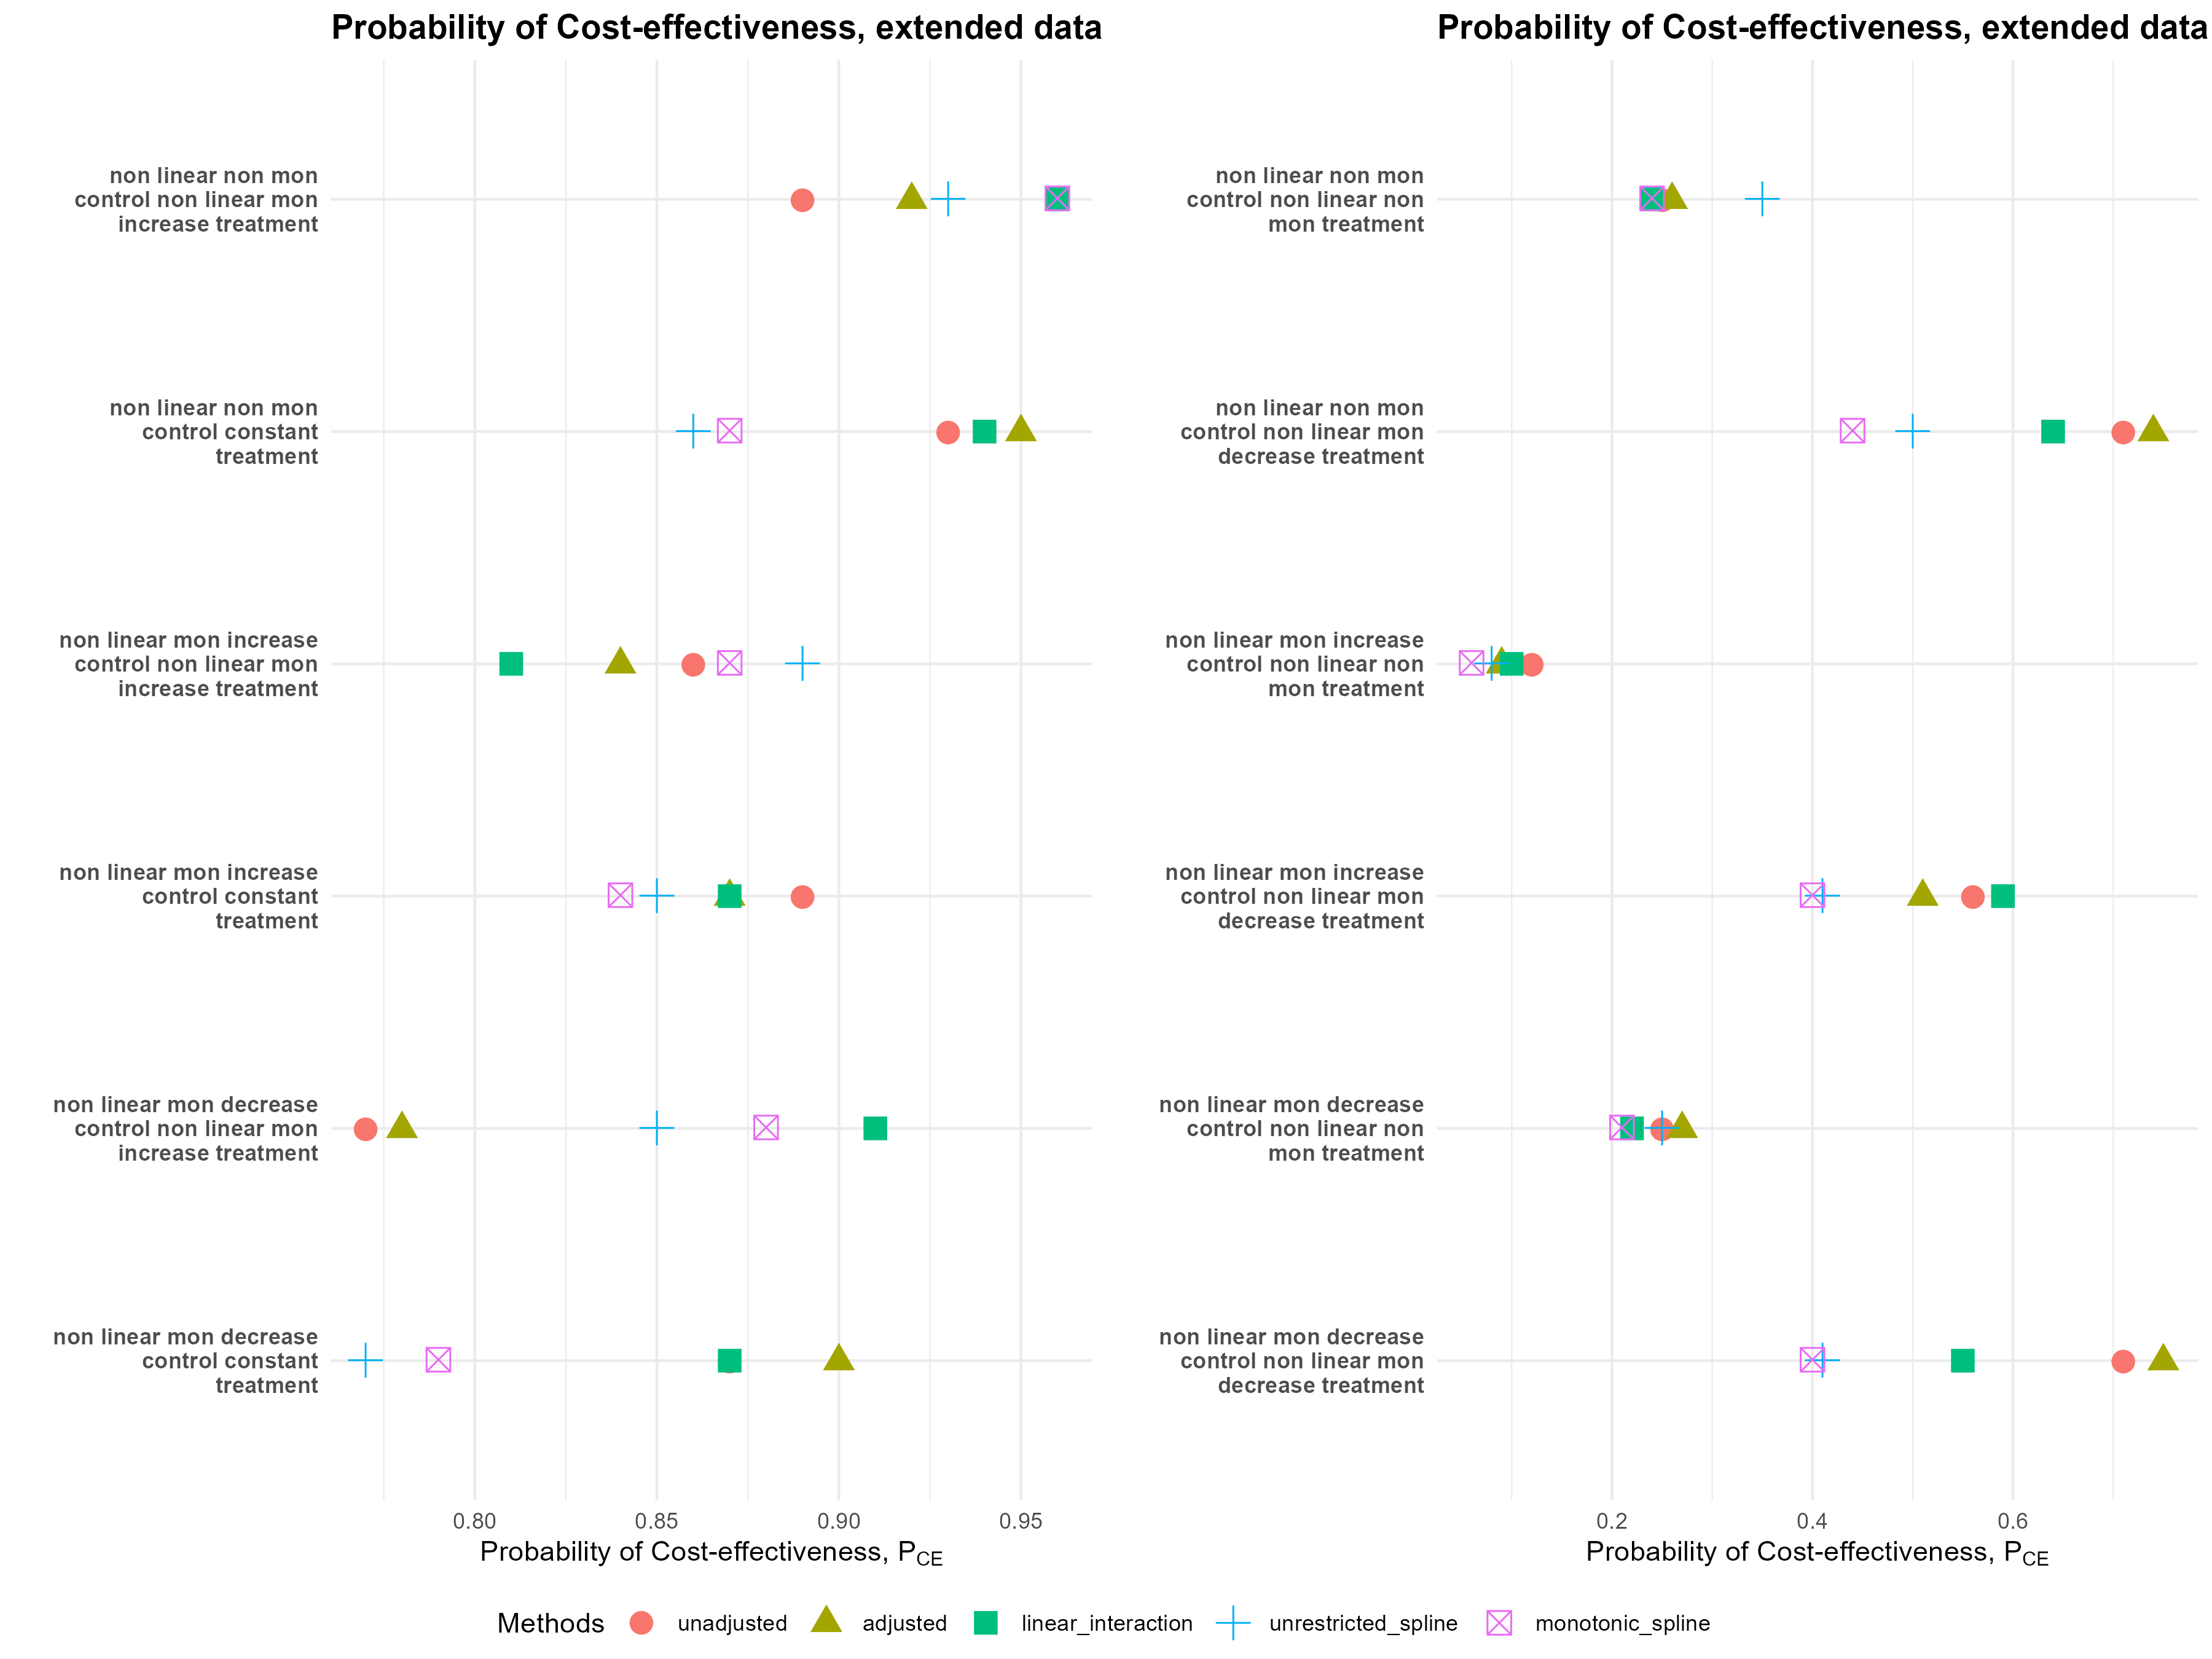 Probability of Cost-effectiveness, extended data
non linear non mon
control non linear mon
increase treatment
non linear non mon
control constant
treatment
non linear mon increase
control non linear mon
increase treatment
non linear mon increase
control constant
treatment
non linear mon decrease
control non linear mon
increase treatment
non linear mon decrease
control constant
treatment
0.80 0.85 0.90 0.95
Probability of Cost-effectiveness, PCE
Probability of Cost-effectiveness, extended data
non linear non mon
control non linear non
mon treatment
non linear non mon
control non linear mon
decrease treatment
non linear mon increase
control non linear non
mon treatment
non linear mon increase
control non linear mon
decrease treatment
non linear mon decrease
control non linear non
mon treatment
non linear mon decrease
control non linear mon
decrease treatment
0.2 0.4 0.6
Probability of Cost-effectiveness, PCE
Methods unadjusted adjusted linear_interaction unrestricted_spline monotonic_spline